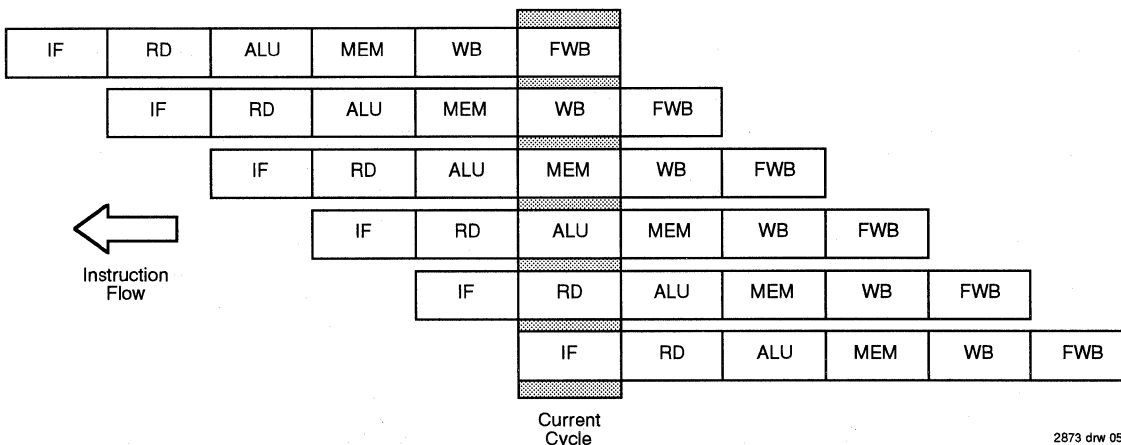 IF RD ALU MEM WB FWB
IF RD ALU MEM WB FWB
IF RD ALU MEM WB FWB
IF RD ALU MEM WB FWB
Instruction
Flow
IF RD ALU MEM WB FWB
IF RD ALU MEM WB FWB
Current
Cycle
2873 drw 05